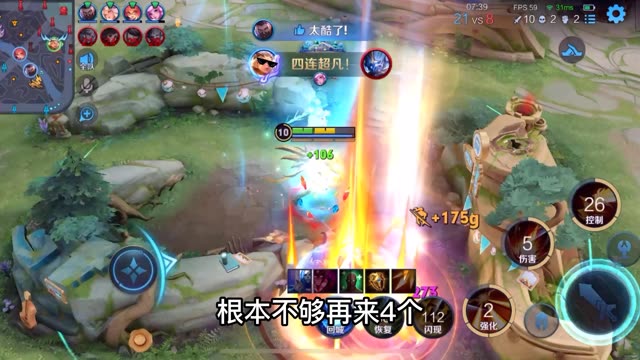 07:39
FPS 59
31ms
21 VS 8
10
2
2
太酷了!
四连超凡!
10
+106
+175g
26
控制
5
伤害
273
回城
恢复
112
闪现
2
强化
根本不够再来4个